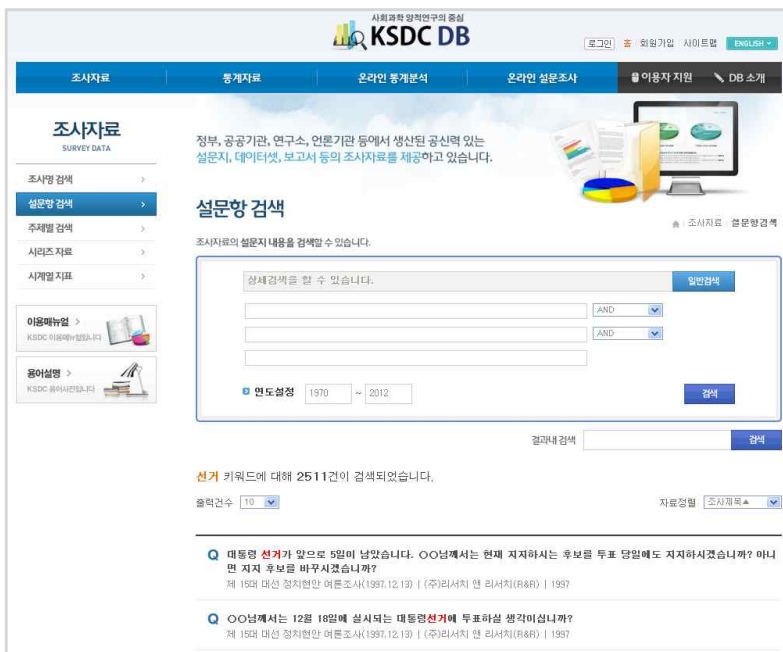 사회과학 양적연구의 중심
KSDC DB
로그인 홈 회원가입 사이트맵 ENGLISH
조사자료 통계자료 온라인 통계분석 온라인 설문조사 이용자 지원 DB 소개
조사자료
SURVEY DATA
조사명 검색
설문항 검색
주제별 검색
시리즈 자료
시계열 지표
이용매뉴얼
KSDC 이용매뉴얼입니다
용어설명
KSDC 용어사전입니다
정부, 공공기관, 연구소, 언론기관 등에서 생산된 공신력 있는
설문지, 데이터셋, 보고서 등의 조사자료를 제공하고 있습니다.
설문항 검색
조사자료 설문항검색
조사자료의 설문지 내용을 검색할 수 있습니다.
상세검색을 할 수 있습니다. 일반검색
AND
AND
연도설정 1970 ~ 2012 검색
결과내 검색 검색
선거 키워드에 대해 2511건이 검색되었습니다.
출력건수 10 자료정렬 조사제목▲
Q 대통령 선거가 앞으로 5일이 남았습니다. OO님께서는 현재 지지하시는 후보를 투표 당일에도 지지하시겠습니까? 아니
면 지지 후보를 바꾸시겠습니까?
제 15대 대선 정치현안 여론조사(1997.12.13) | (주)리서치 앤 리서치(R&R) | 1997
Q OO님께서는 12월 18일에 실시되는 대통령선거에 투표하실 생각이십니까?
제 15대 대선 정치현안 여론조사(1997.12.13) | (주)리서치 앤 리서치(R&R) | 1997